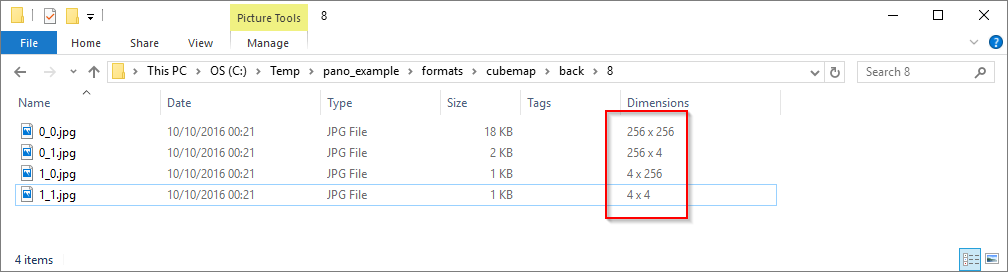 Picture Tools 8
File Home Share View Manage
This PC OS (C:) Temp pano_example formats cubemap back 8 Search 8
Name Date Type Size Tags Dimensions
0_0.jpg 10/10/2016 00:21 JPG File 18 KB 256 x 256
0_1.jpg 10/10/2016 00:21 JPG File 2 KB 256 x 4
1_0.jpg 10/10/2016 00:21 JPG File 1 KB 4 x 256
1_1.jpg 10/10/2016 00:21 JPG File 1 KB 4 x 4
4 items